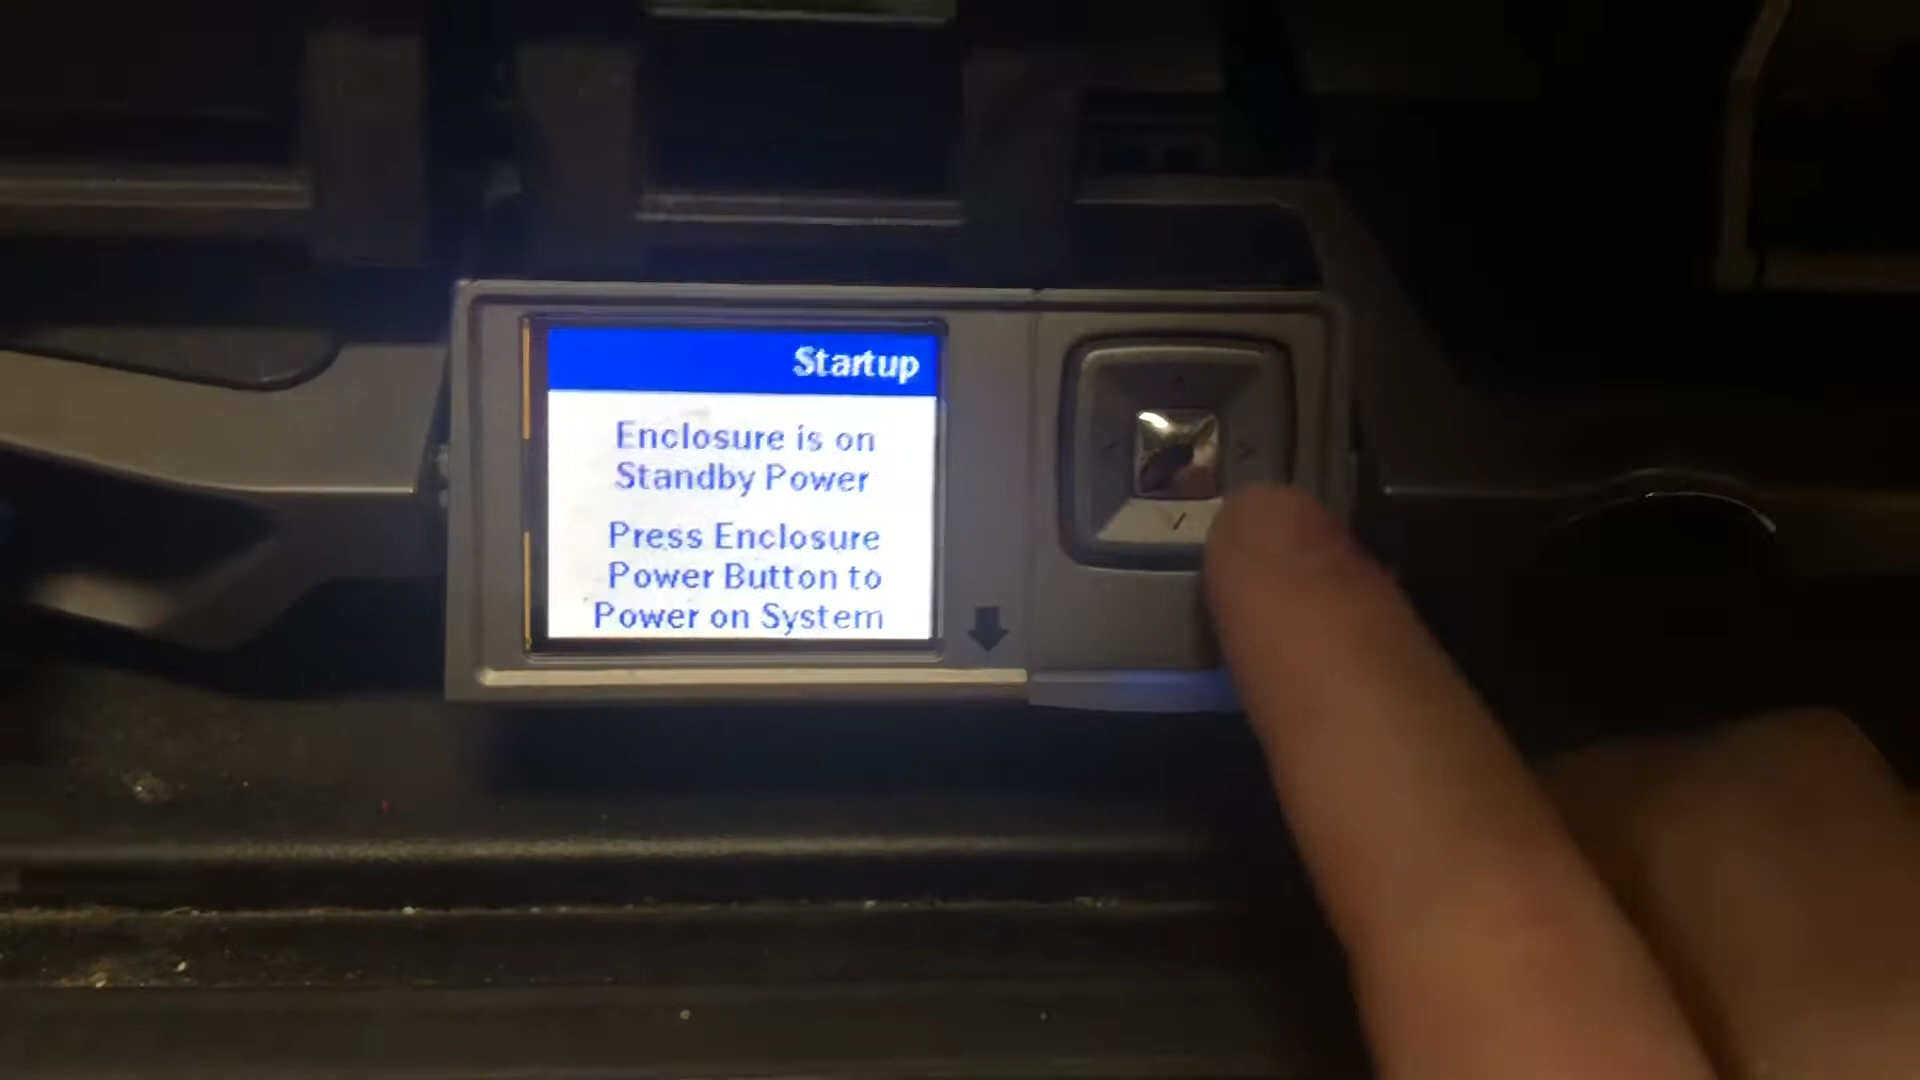 Startup
Enclosure is on
Standby Power
Press Enclosure
Power Button to
Power on System